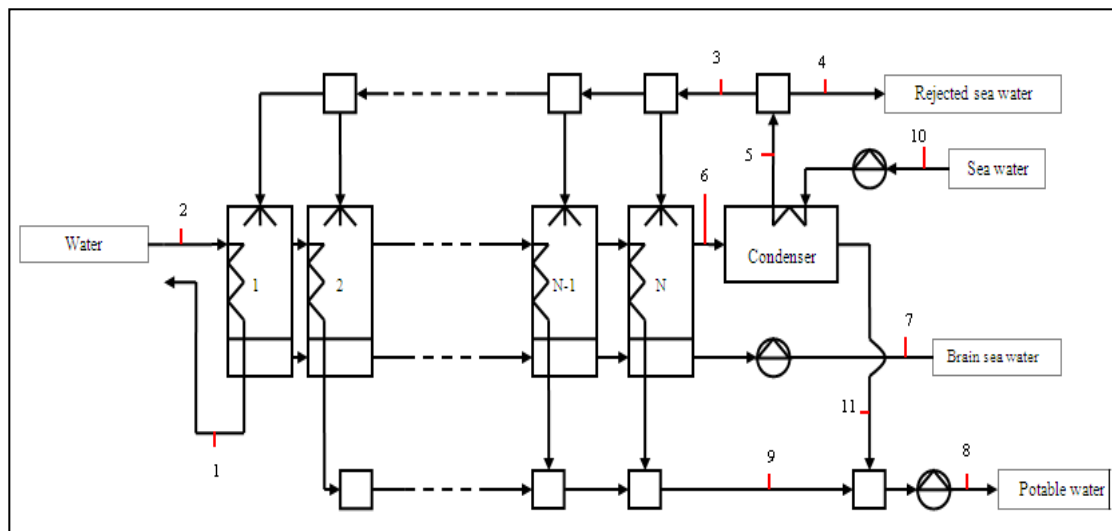 3
4
Rejected sea water
10
5
6
Sea water
2
Water
1
2
N-1
N
Condenser
7
Brain sea water
11
1
9
8
Potable water